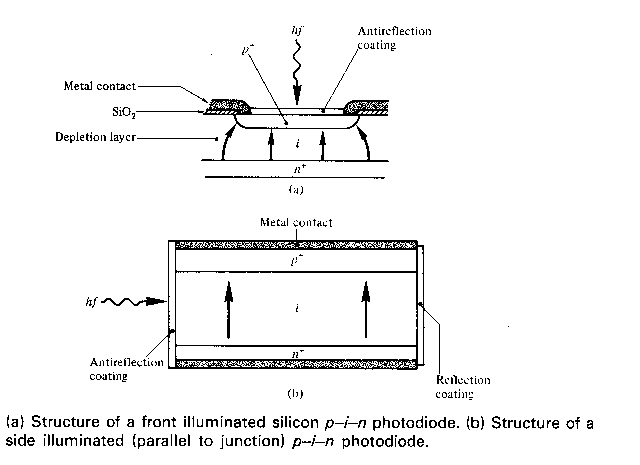 hf
Antireflection
coating
p+
Metal contact
SiO2
p
Depletion layer
i
n+
(a)
Metal contact
p+
hf
i
Antireflection
coating
n+
Reflection
coating
(b)
(a) Structure of a front illuminated silicon p–i–n photodiode. (b) Structure of a
side illuminated (parallel to junction) p–i–n photodiode.